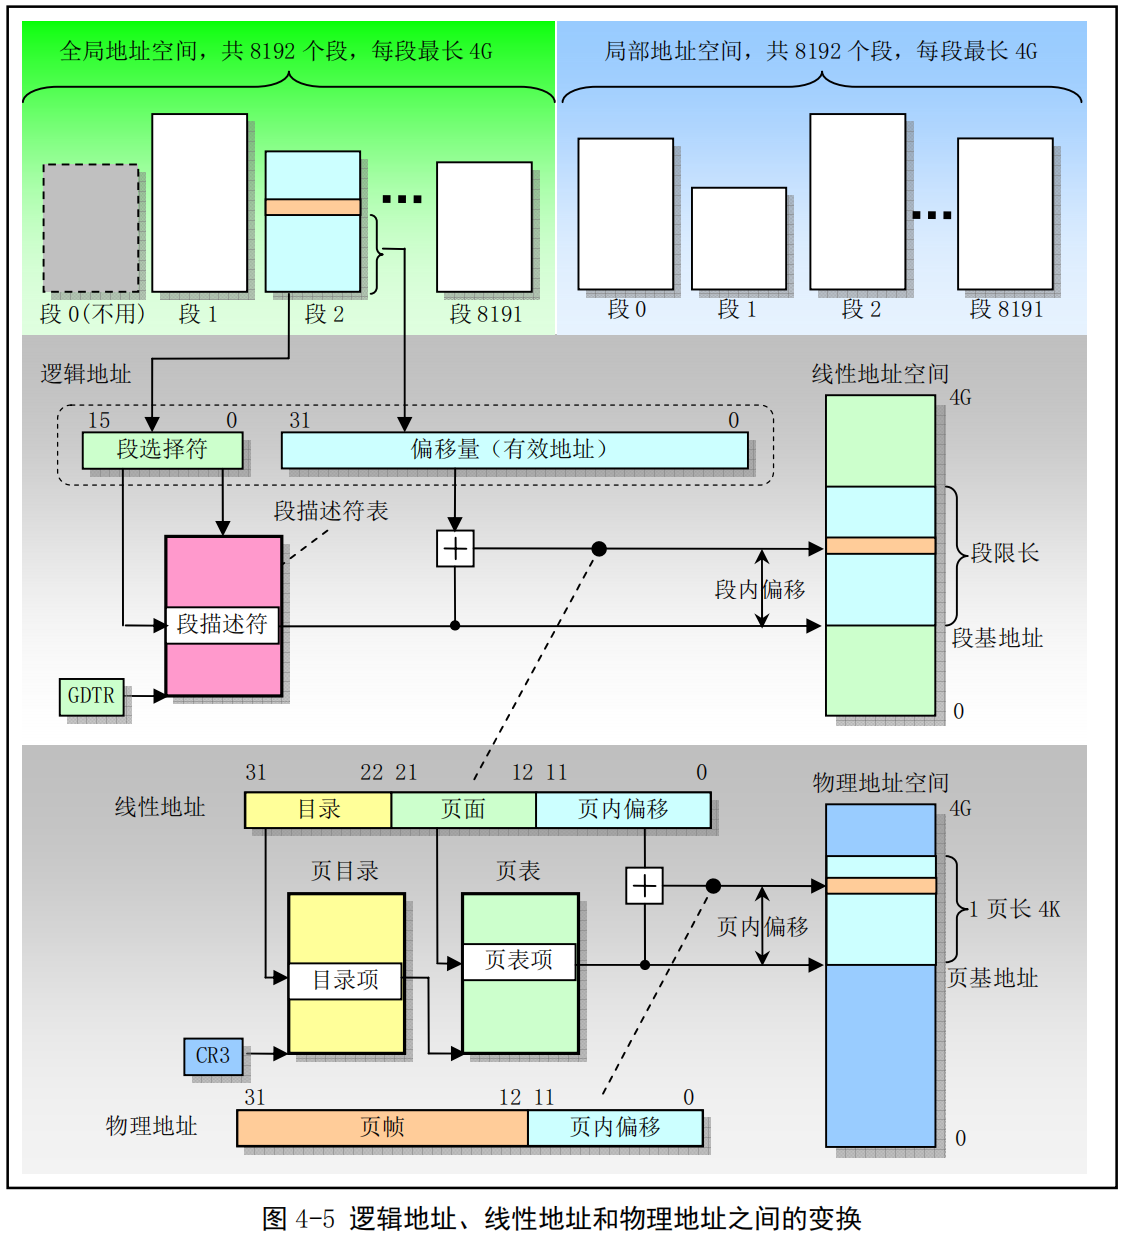 全局地址空间，共 8192 个段，每段最长 4G
局部地址空间，共 8192 个段，每段最长 4G
段 0(不用)
段 1
段 2
段 8191
段 0
段 1
段 2
段 8191
逻辑地址
线性地址空间
4G
15 0
31 0
段选择符
偏移量（有效地址）
段描述符表
段限长
段内偏移
段描述符
段基地址
GDTR
0
31 22 21 12 11 0
物理地址空间
线性地址
目录
页面
页内偏移
4G
页目录
页表
1 页长 4K
页内偏移
页表项
目录项
页基地址
CR3
31 12 11 0
物理地址
页帧
页内偏移
0
图 4-5 逻辑地址、线性地址和物理地址之间的变换